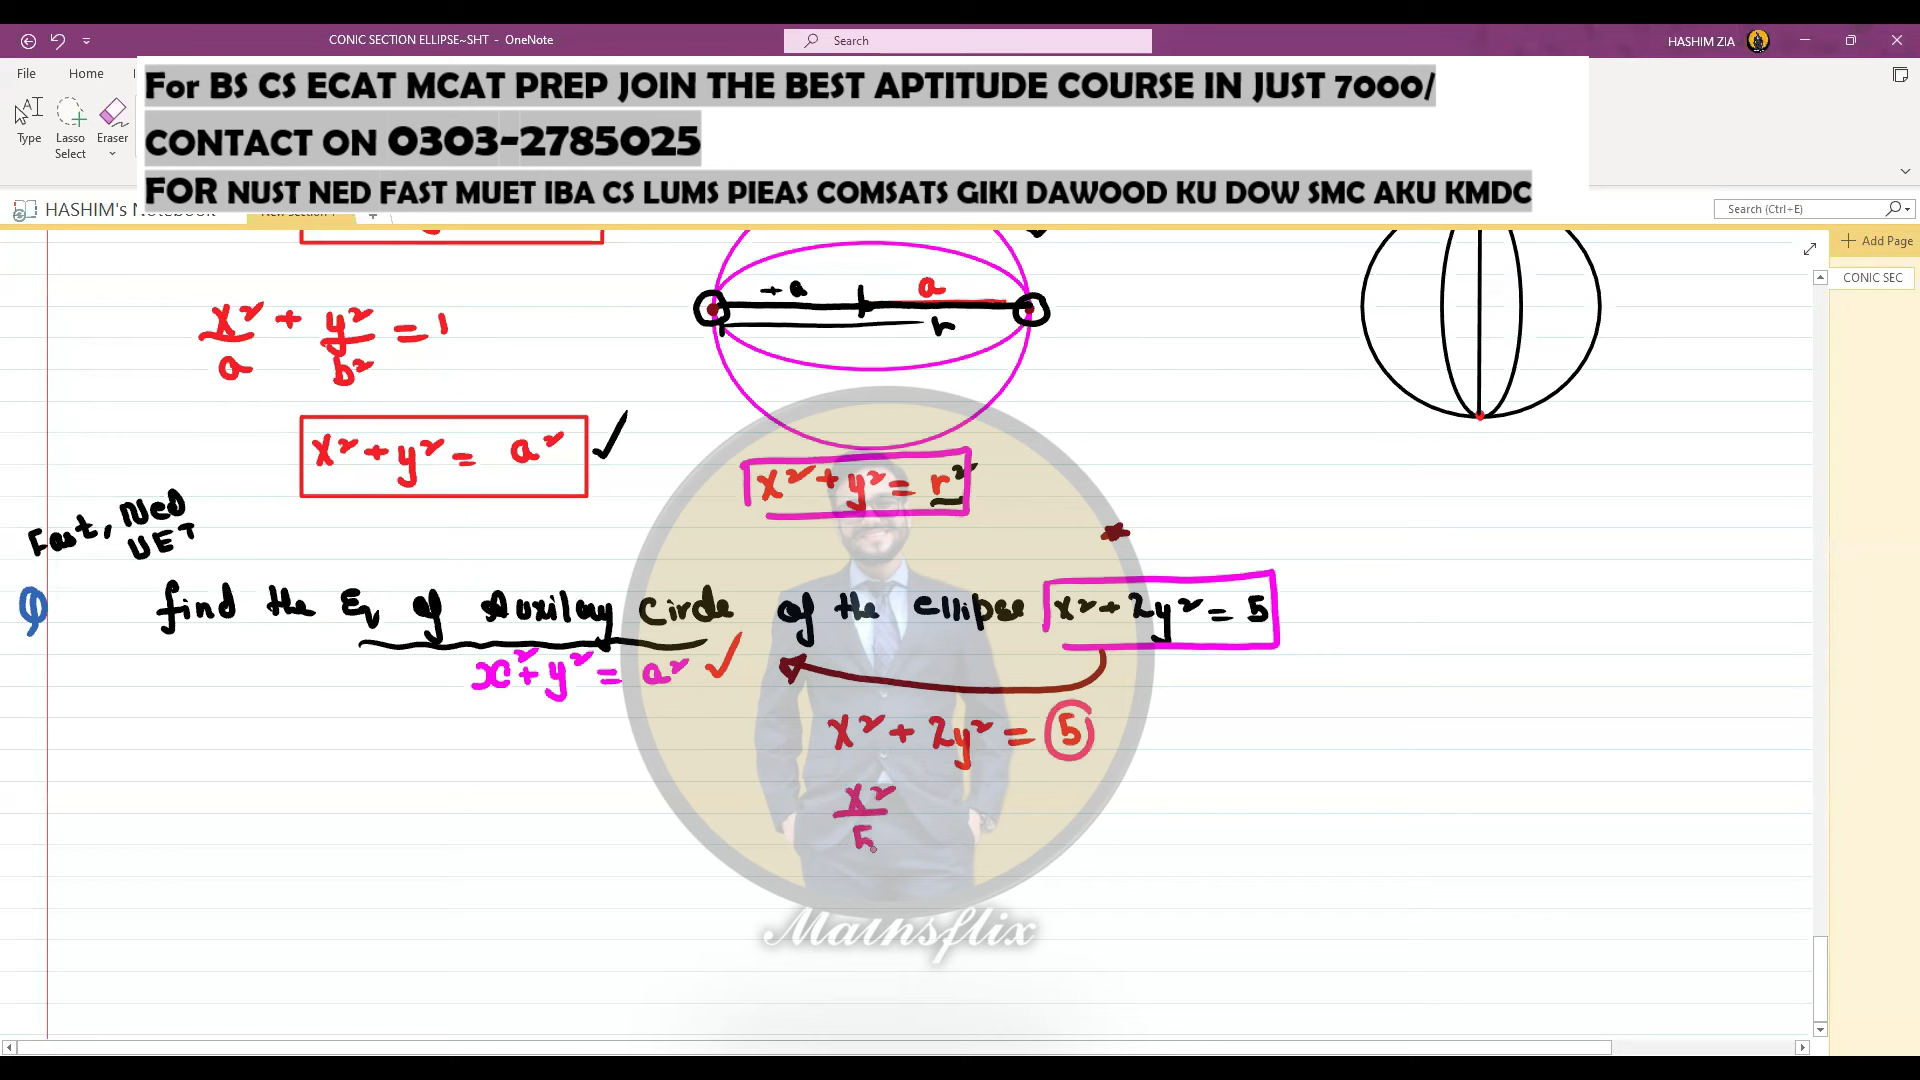 CONIC SECTION ELLIPSE~SHT - OneNote
Search
HASHIM ZIA
File Home
For BS CS ECAT MCAT PREP JOIN THE BEST APTITUDE COURSE IN JUST 7000/
CONTACT ON 0303-2785025
FOR NUST NED FAST MUET IBA CS LUMS PIEAS COMSATS GIKI DAWOOD KU DOW SMC AKU KMDC
Type
Lasso Select
Eraser
HASHIM's Notebook
Search (Ctrl+E)
Add Page
CONIC SEC
a a
r
x²/a + y²/b² = 1
x² + y² = a²
x² + y² = r²
Fast, Ned
UET
Q find the Eq of Auxilary Circle of the ellipse x² + 2y² = 5
x² + y² = a²
x² + 2y² = 5
x²/5
Mainsflix